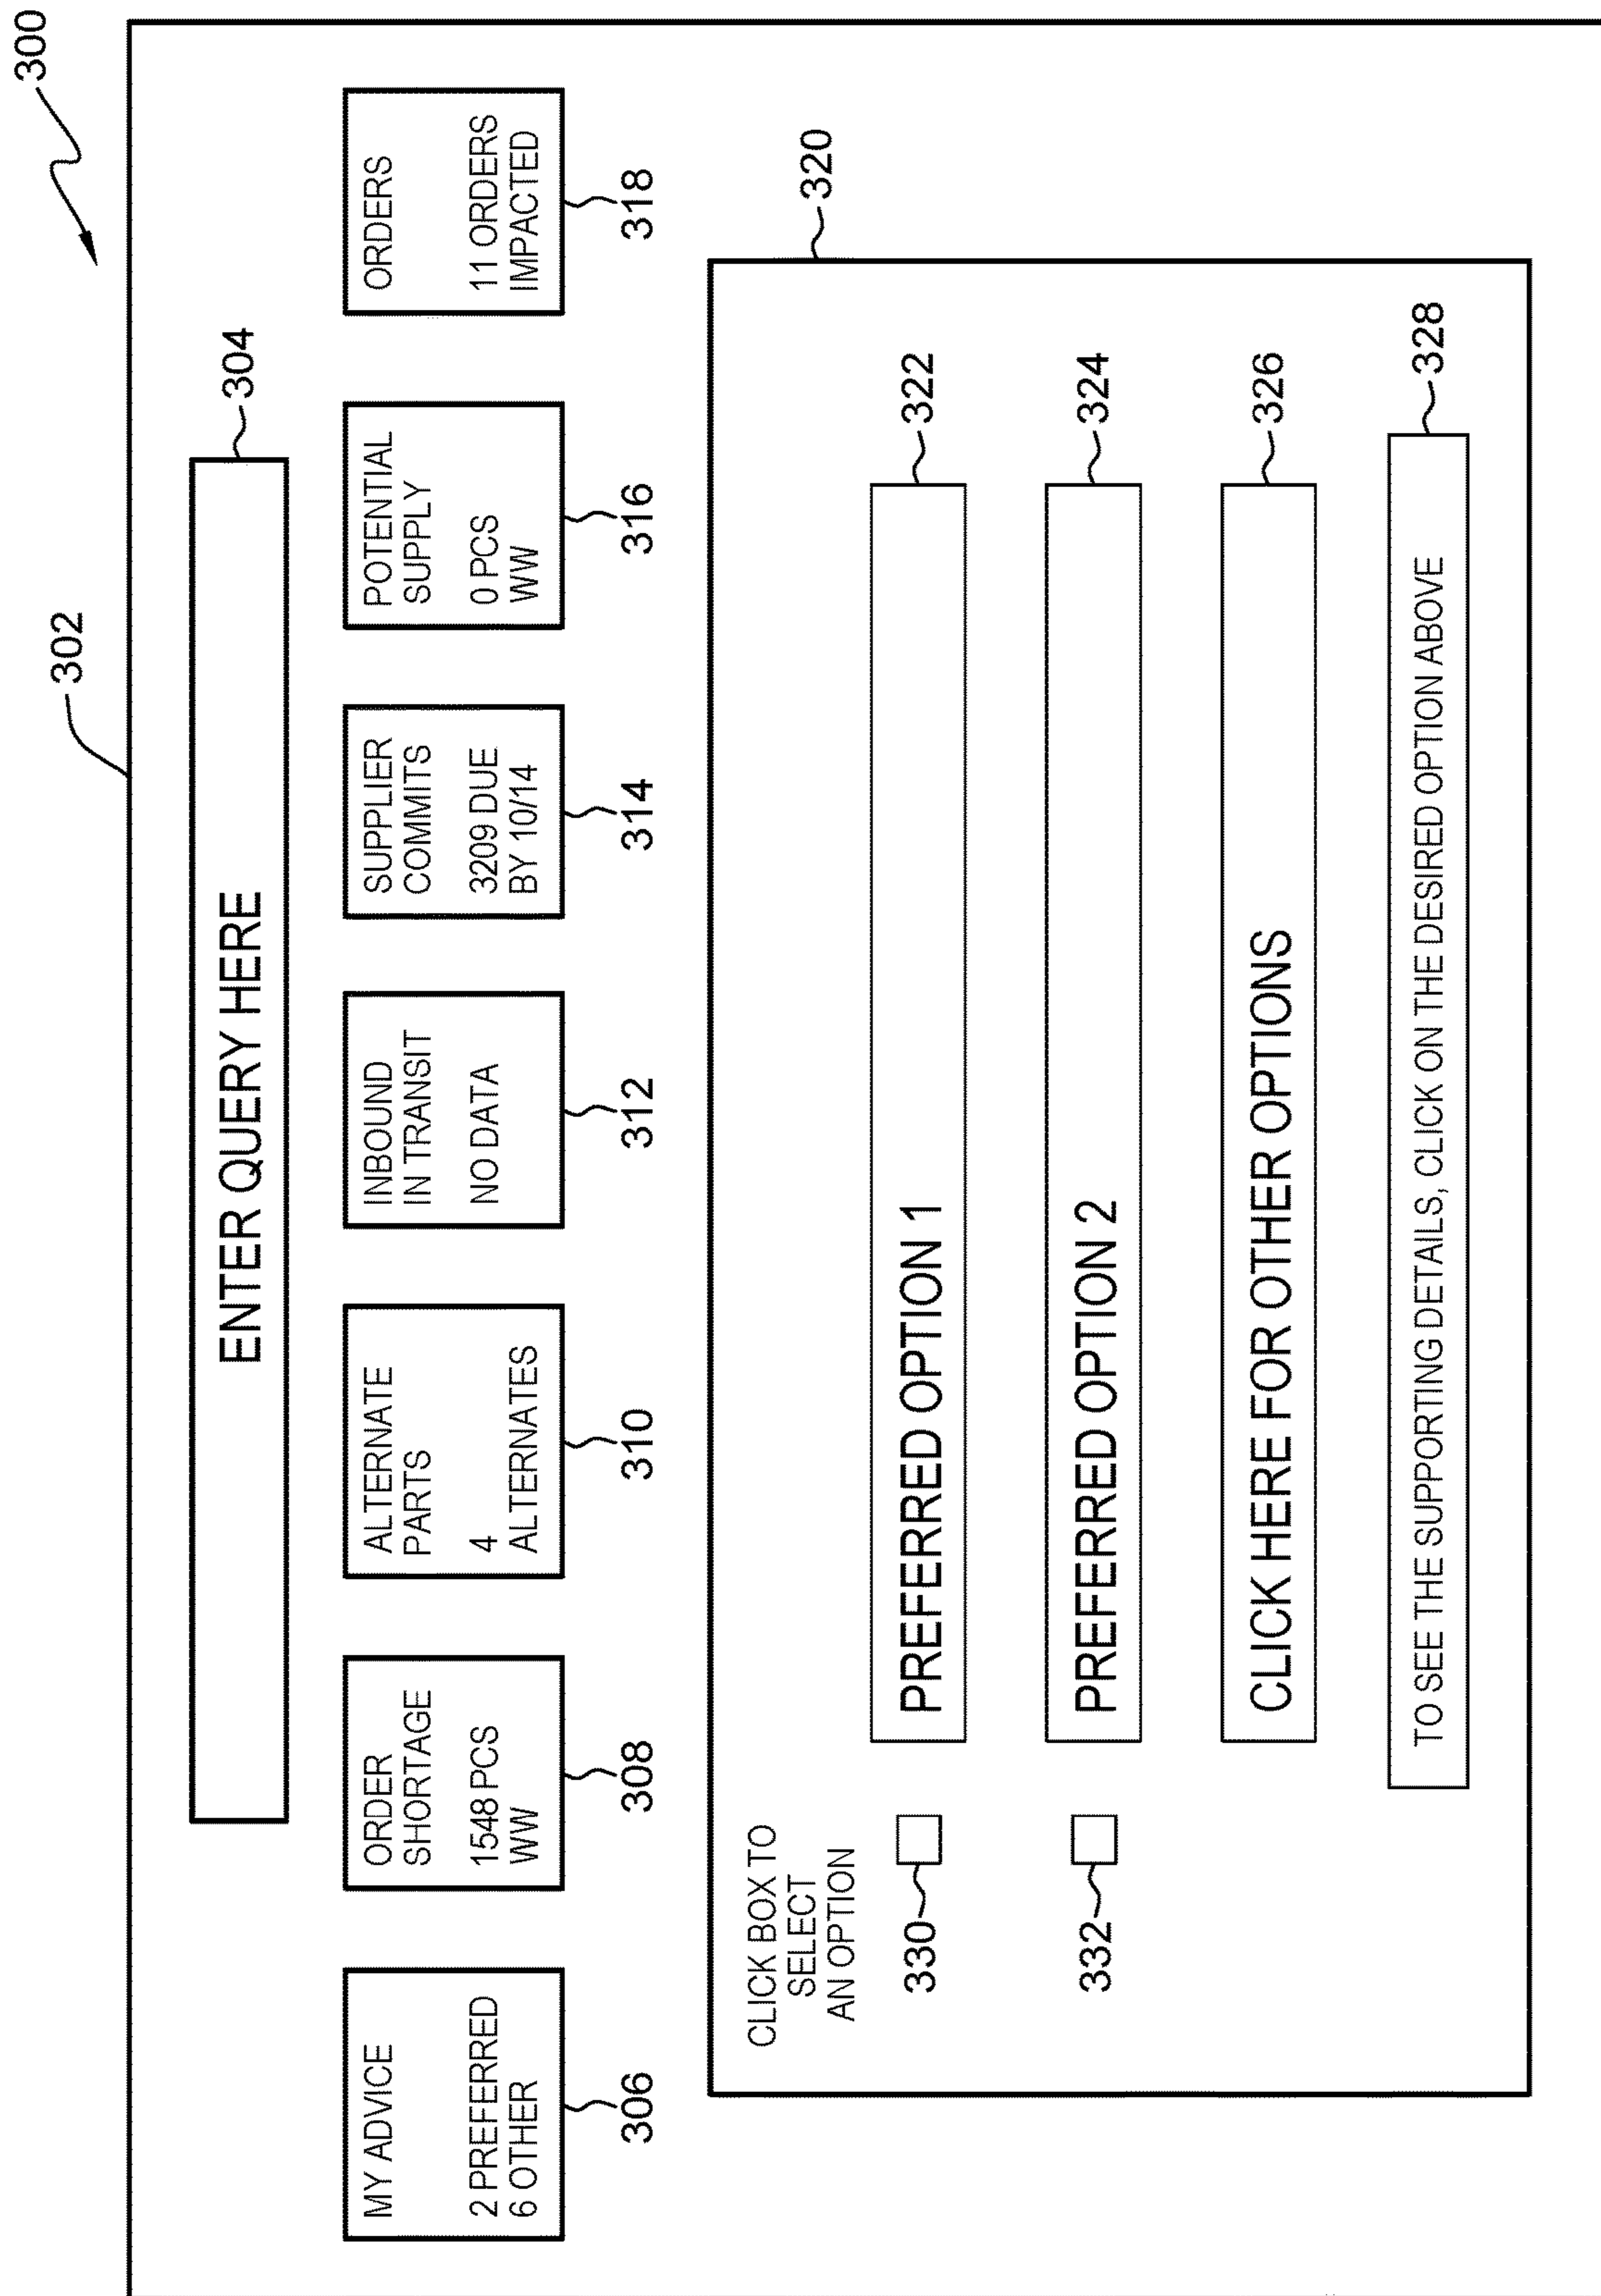 300
302
ENTER QUERY HERE
304
MY ADVICE
2 PREFERRED
6 OTHER
306
ORDER
SHORTAGE
1548 PCS
WW
308
ALTERNATE
PARTS
4
ALTERNATES
310
INBOUND
IN TRANSIT
NO DATA
312
SUPPLIER
COMMITS
3209 DUE
BY 10/14
314
POTENTIAL
SUPPLY
0 PCS
WW
316
ORDERS
11 ORDERS
IMPACTED
318
320
CLICK BOX TO
SELECT
AN OPTION
330
PREFERRED OPTION 1
322
332
PREFERRED OPTION 2
324
CLICK HERE FOR OTHER OPTIONS
326
TO SEE THE SUPPORTING DETAILS, CLICK ON THE DESIRED OPTION ABOVE
328